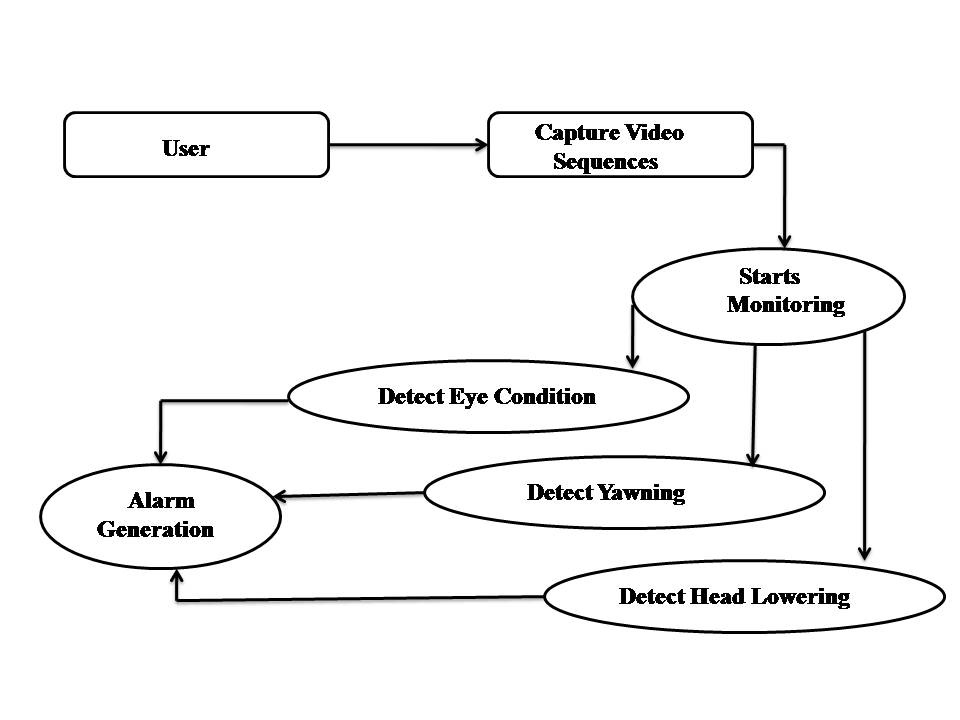 User
Capture Video
Sequences
Starts
Monitoring
Detect Eye Condition
Detect Yawning
Alarm
Generation
Detect Head Lowering